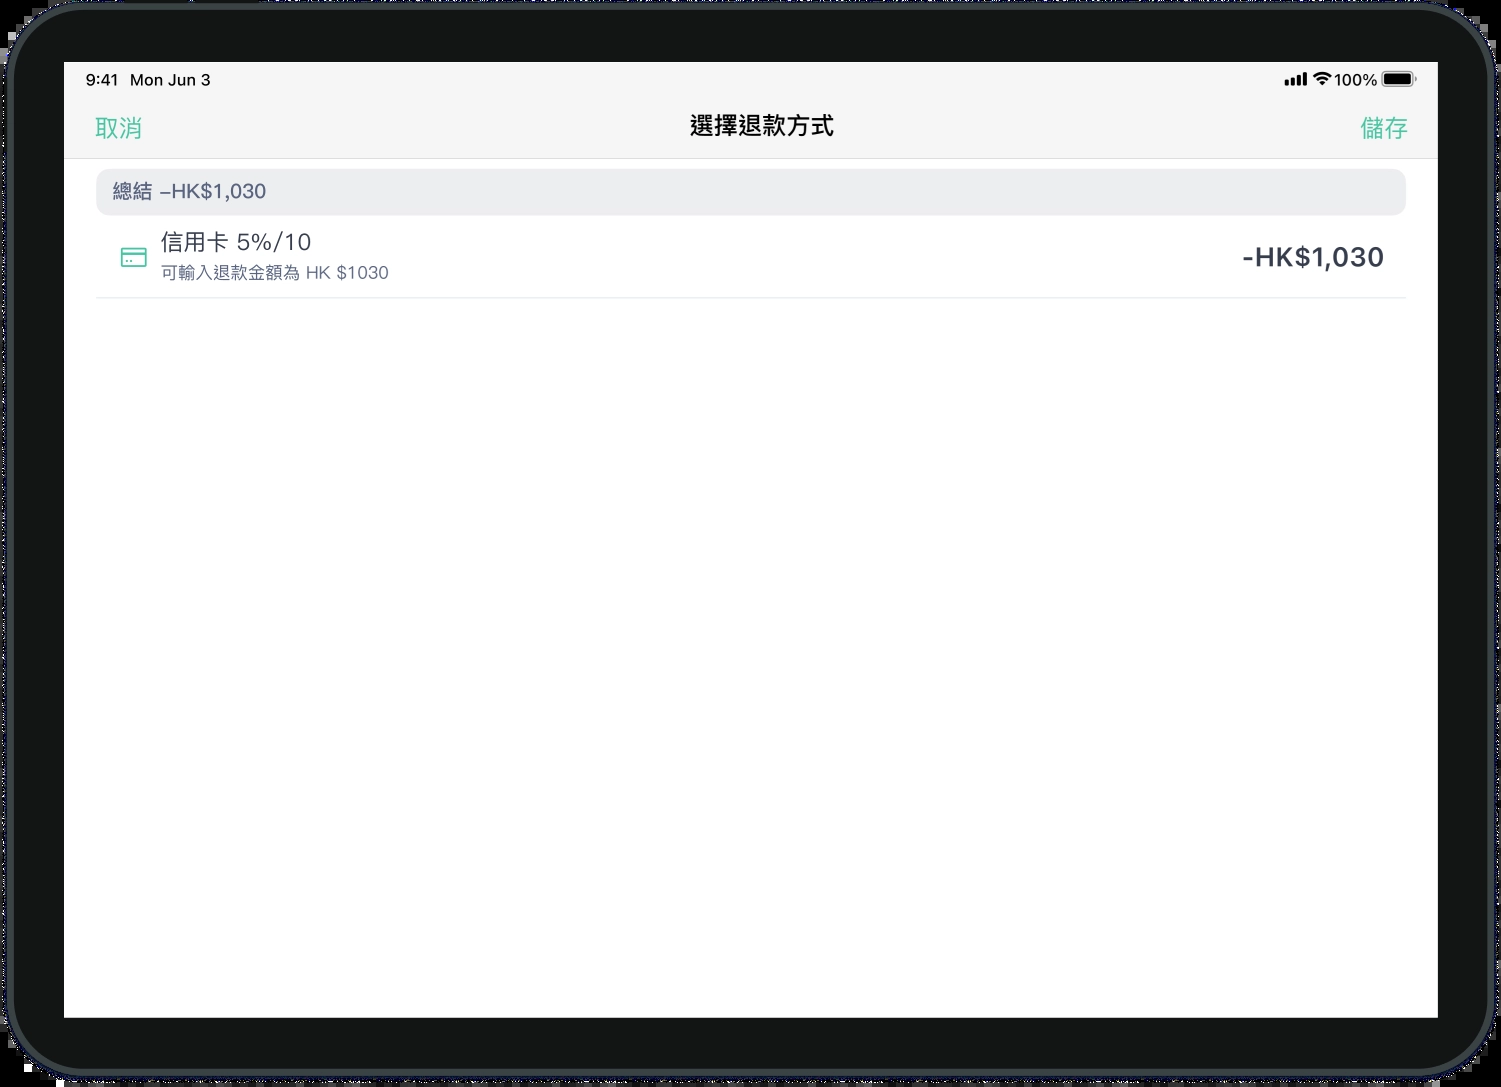 9:41 Mon Jun 3 100%
取消 選擇退款方式 儲存
總結 –HK$1,030
信用卡 5%/10
可輸入退款金額為 HK $1030
-HK$1,030